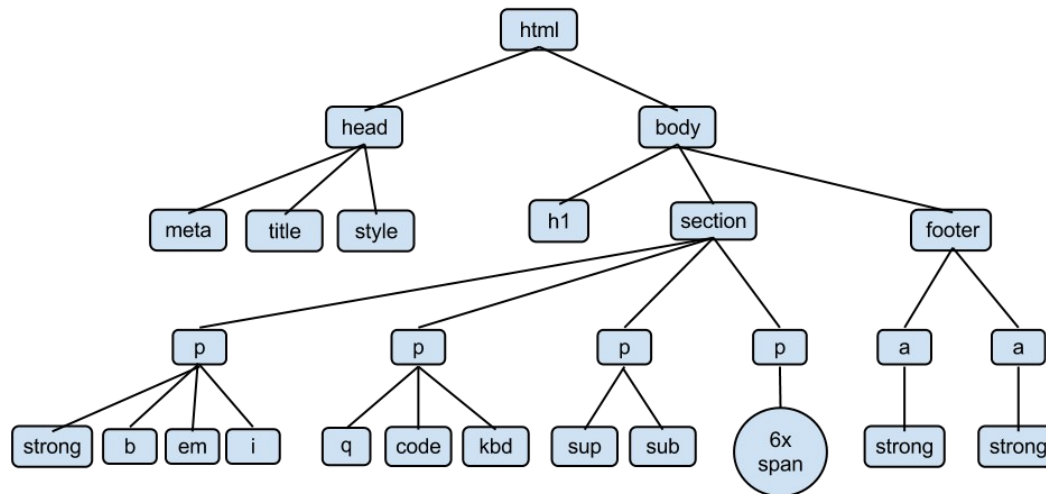 html
head
body
meta
title
style
h1
section
footer
p
p
p
p
a
a
strong
b
em
i
q
code
kbd
sup
sub
6x
span
strong
strong